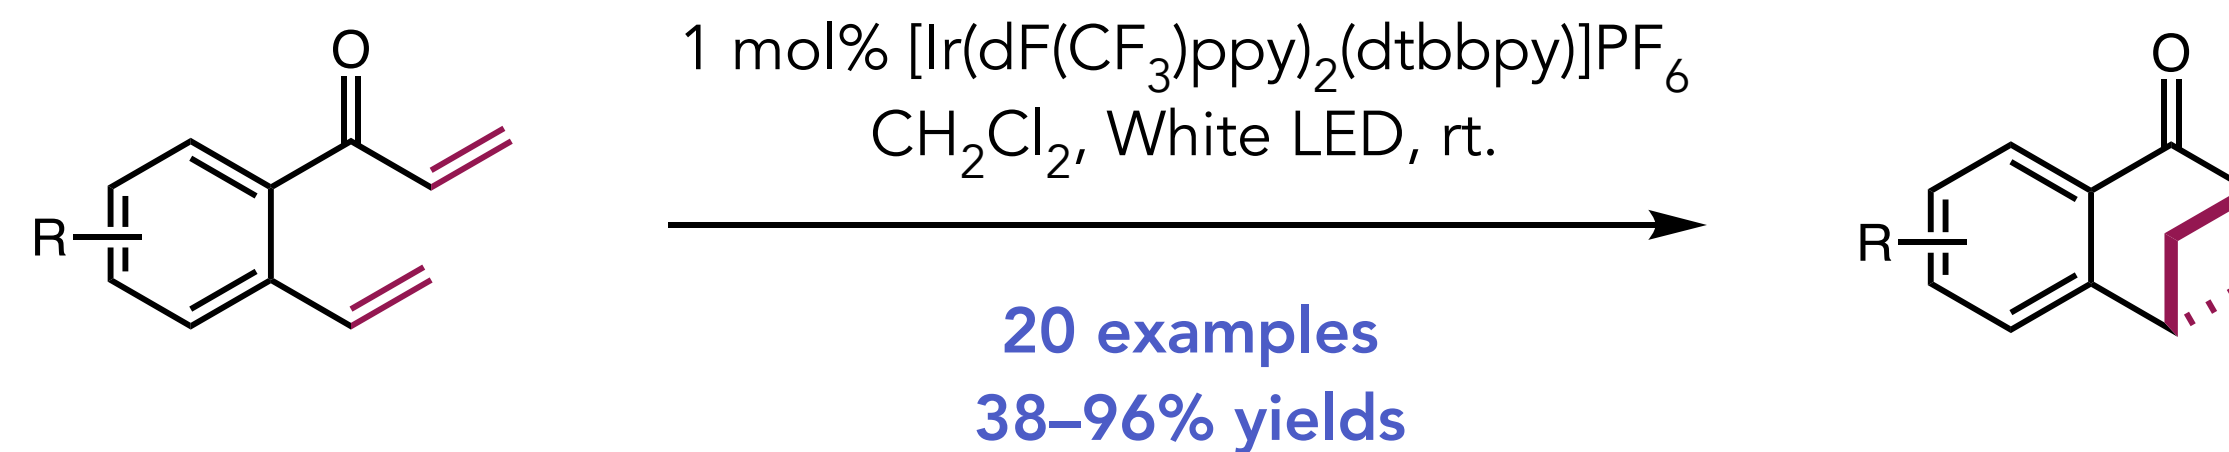 O
1 mol% [Ir(dF(CF₃)ppy)₂(dtbbpy)]PF₆
CH₂Cl₂, White LED, rt.
R
20 examples
38–96% yields
O
R